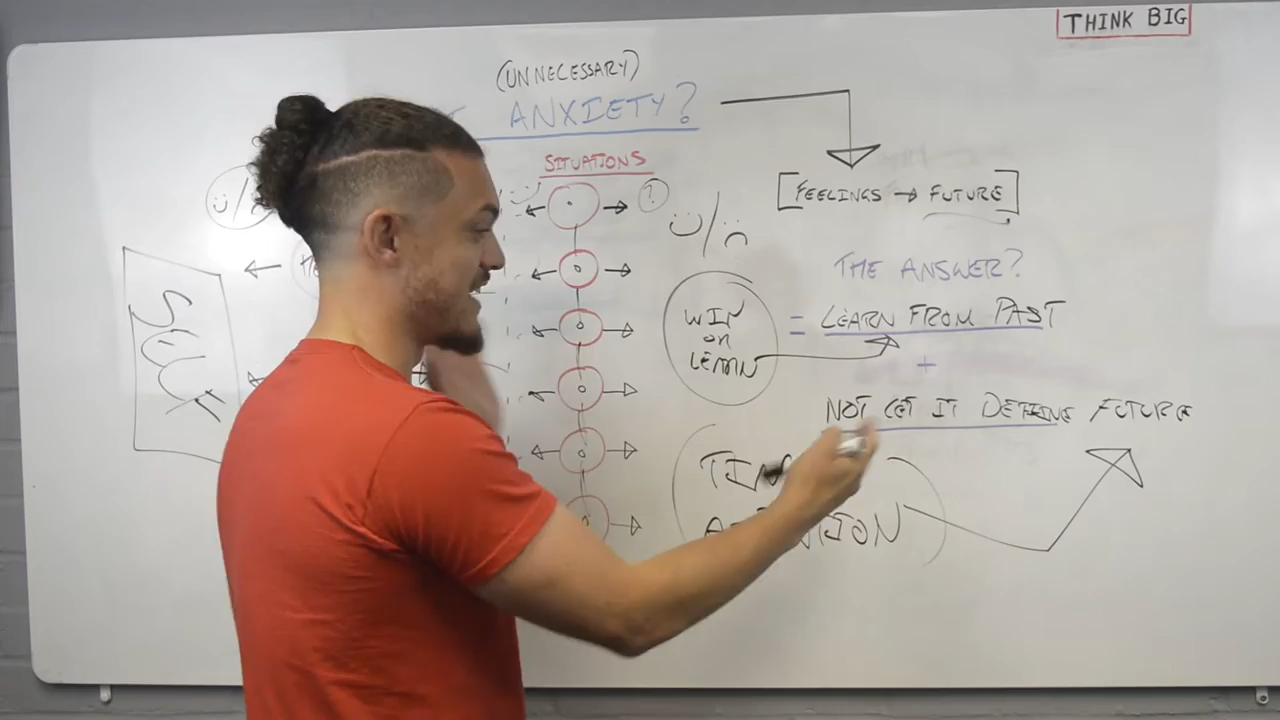 THINK BIG
(UNNECESSARY)
ANXIETY?
SITUATIONS
?
[FEELINGS → FUTURE]
THE ANSWER?
WIN
OR
LEARN
= LEARN FROM PAST
+
NOT LET IT DEFINE FUTURE
SELF